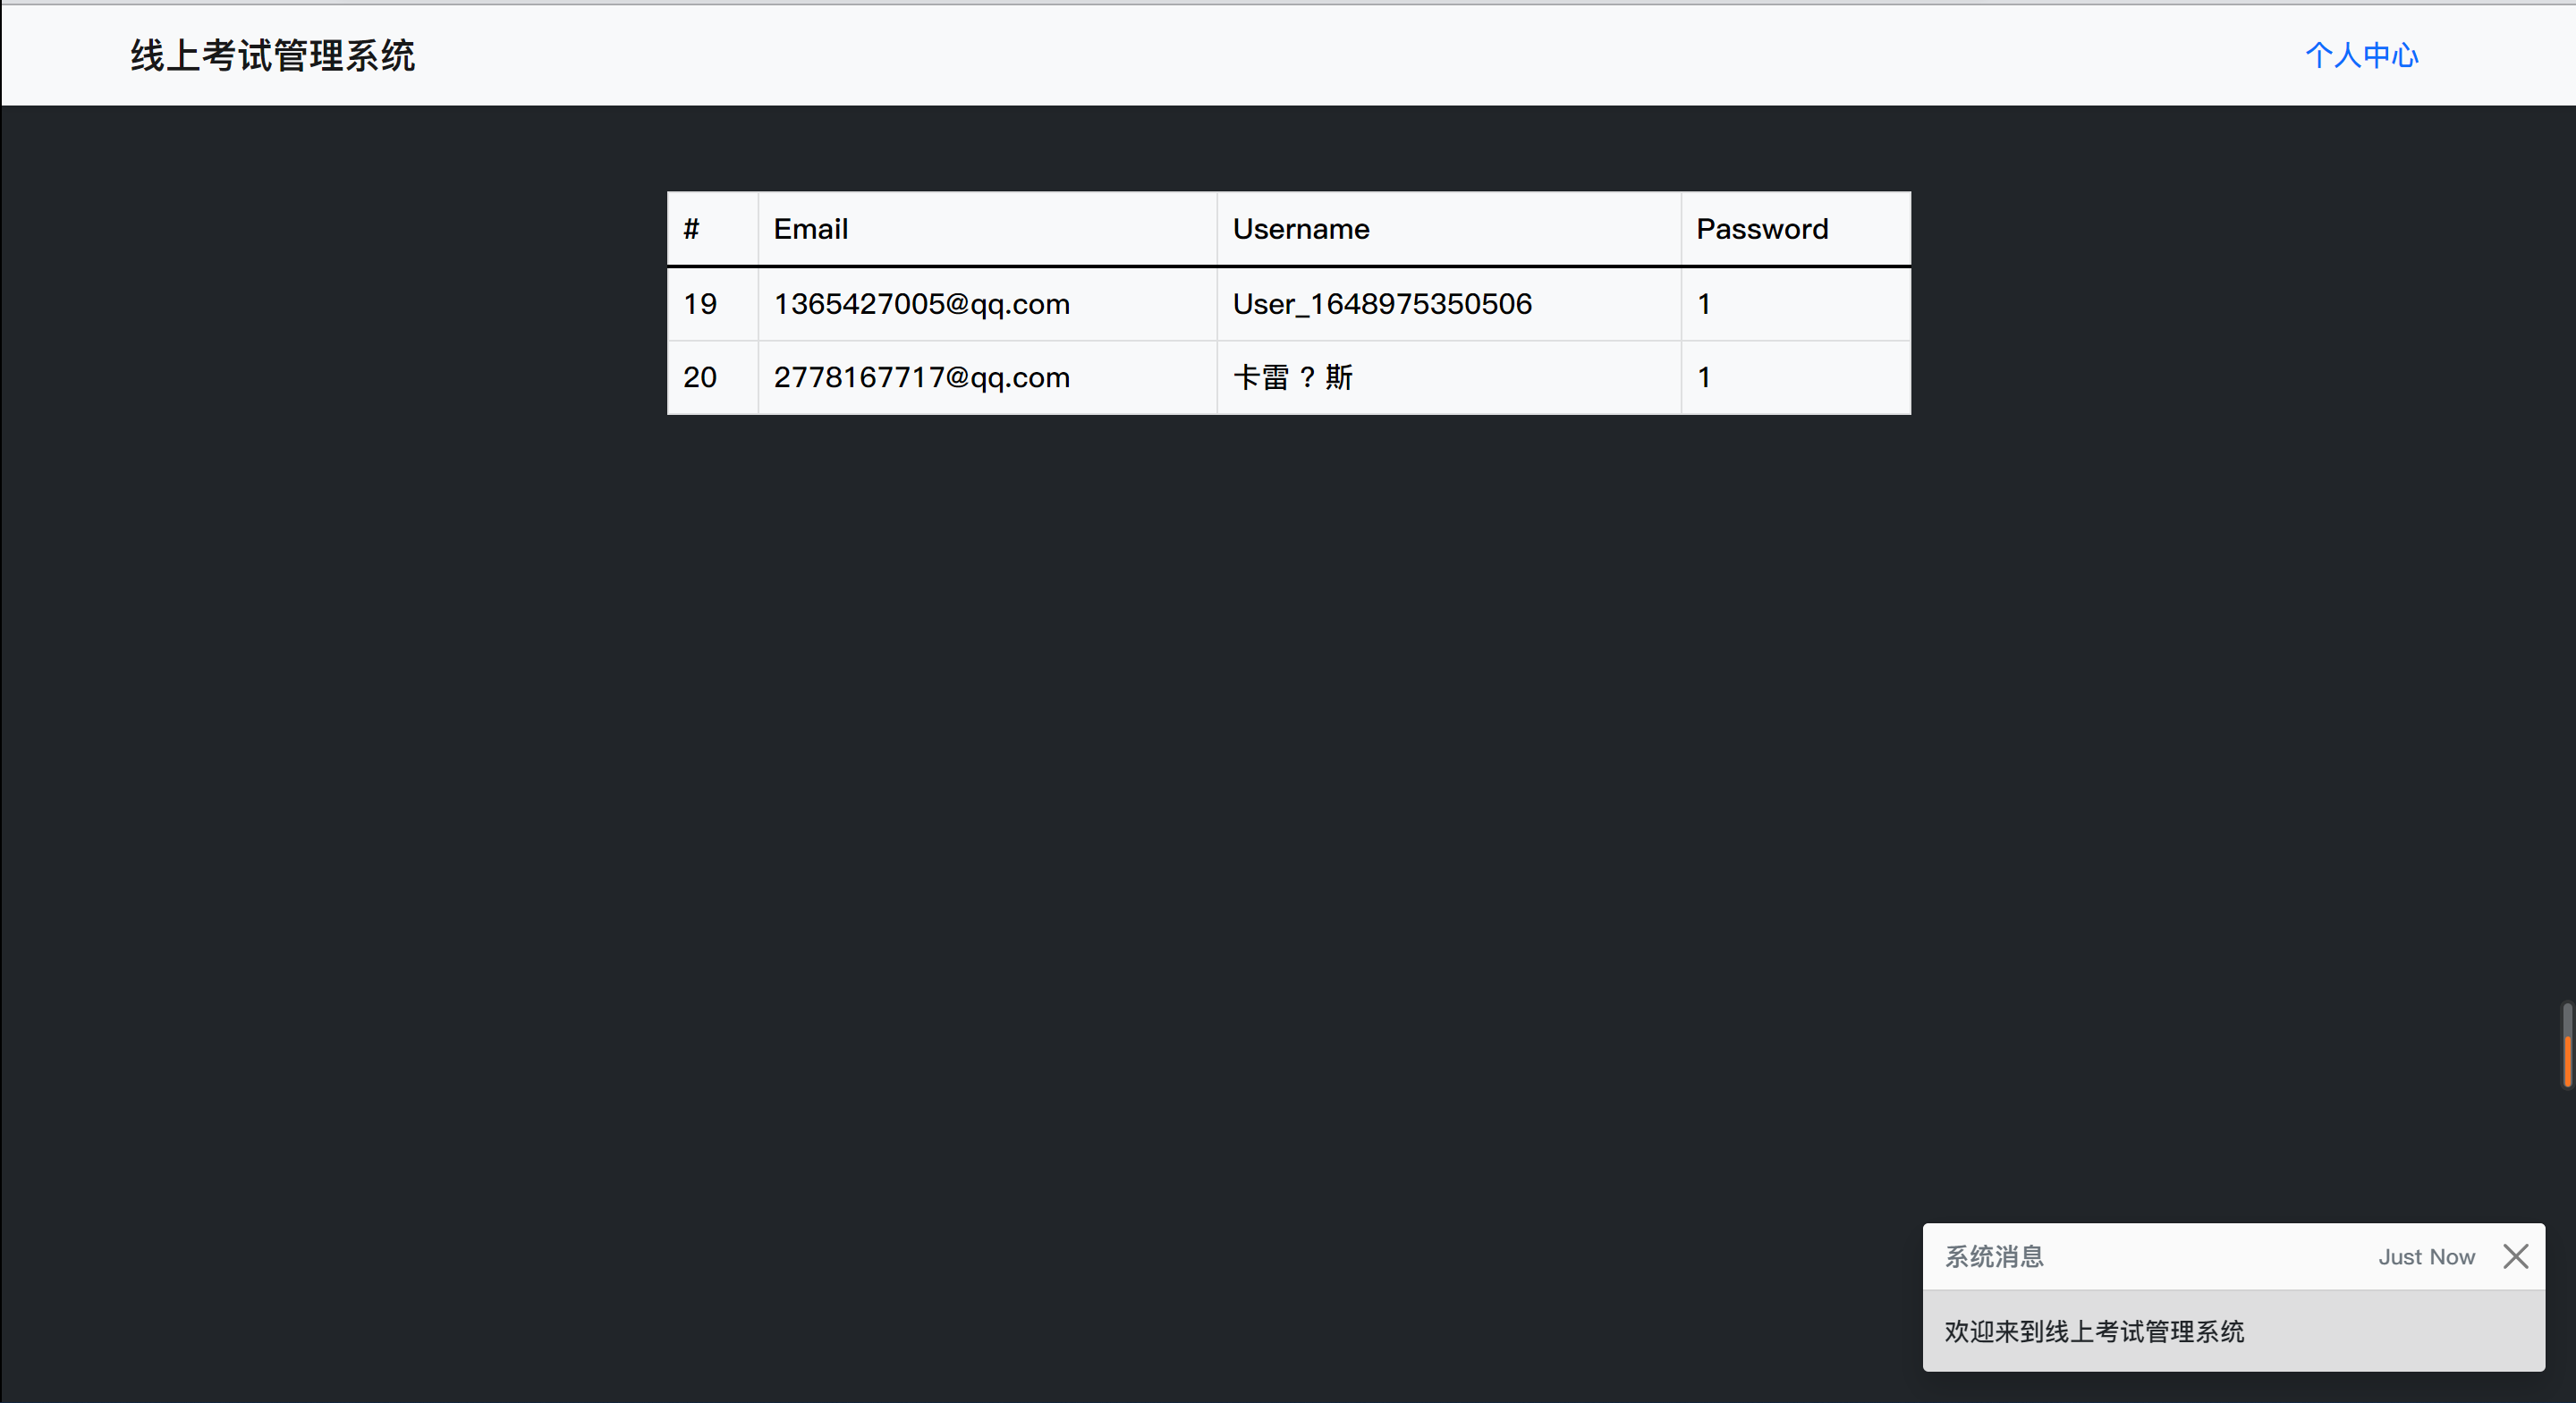 线上考试管理系统 个人中心
# Email Username Password
19 1365427005@qq.com User_1648975350506 1
20 2778167717@qq.com 卡雷？斯 1
系统消息 Just Now
欢迎来到线上考试管理系统